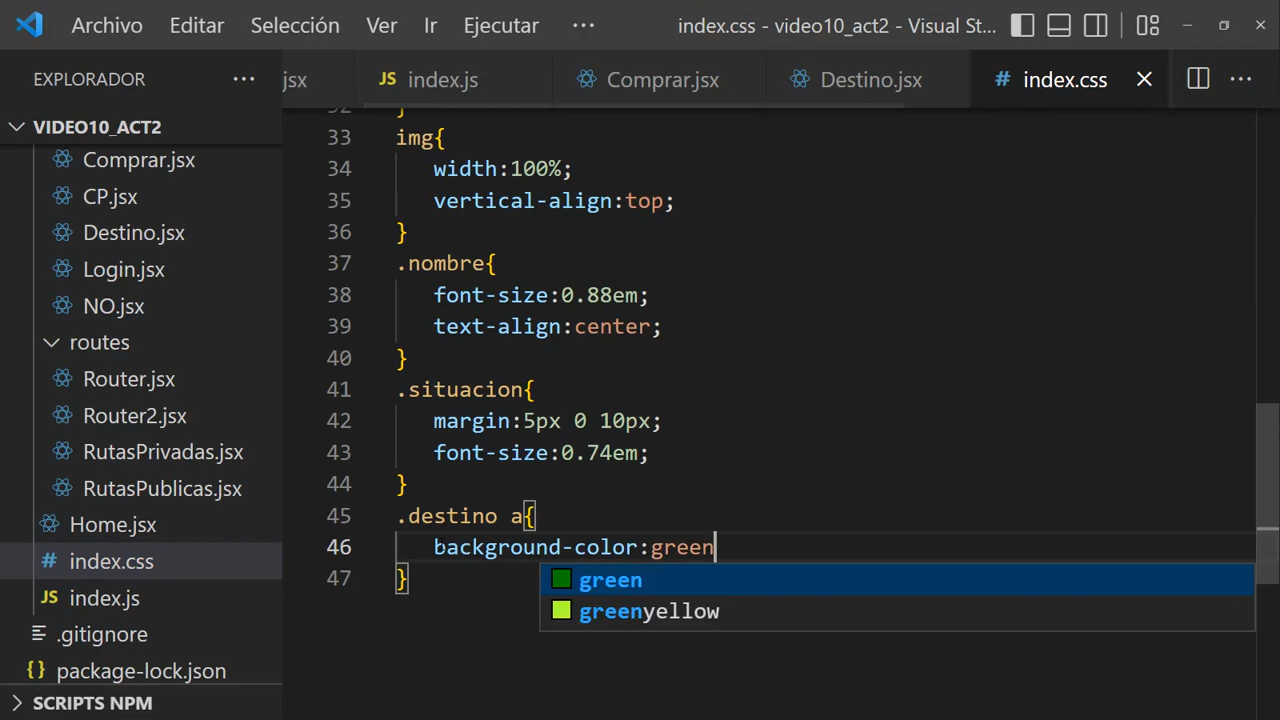 Archivo Editar Selección Ver Ir Ejecutar ··· index.css - video10_act2 - Visual St...
EXPLORADOR ···
jsx JS index.js Comprar.jsx Destino.jsx # index.css
VIDEO10_ACT2
Comprar.jsx
CP.jsx
Destino.jsx
Login.jsx
NO.jsx
routes
Router.jsx
Router2.jsx
RutasPrivadas.jsx
RutasPublicas.jsx
Home.jsx
# index.css
JS index.js
.gitignore
{} package-lock.json
SCRIPTS NPM
32 }
33 img{
34 width:100%;
35 vertical-align:top;
36 }
37 .nombre{
38 font-size:0.88em;
39 text-align:center;
40 }
41 .situacion{
42 margin:5px 0 10px;
43 font-size:0.74em;
44 }
45 .destino a{
46 background-color:green
47 }
green
greenyellow